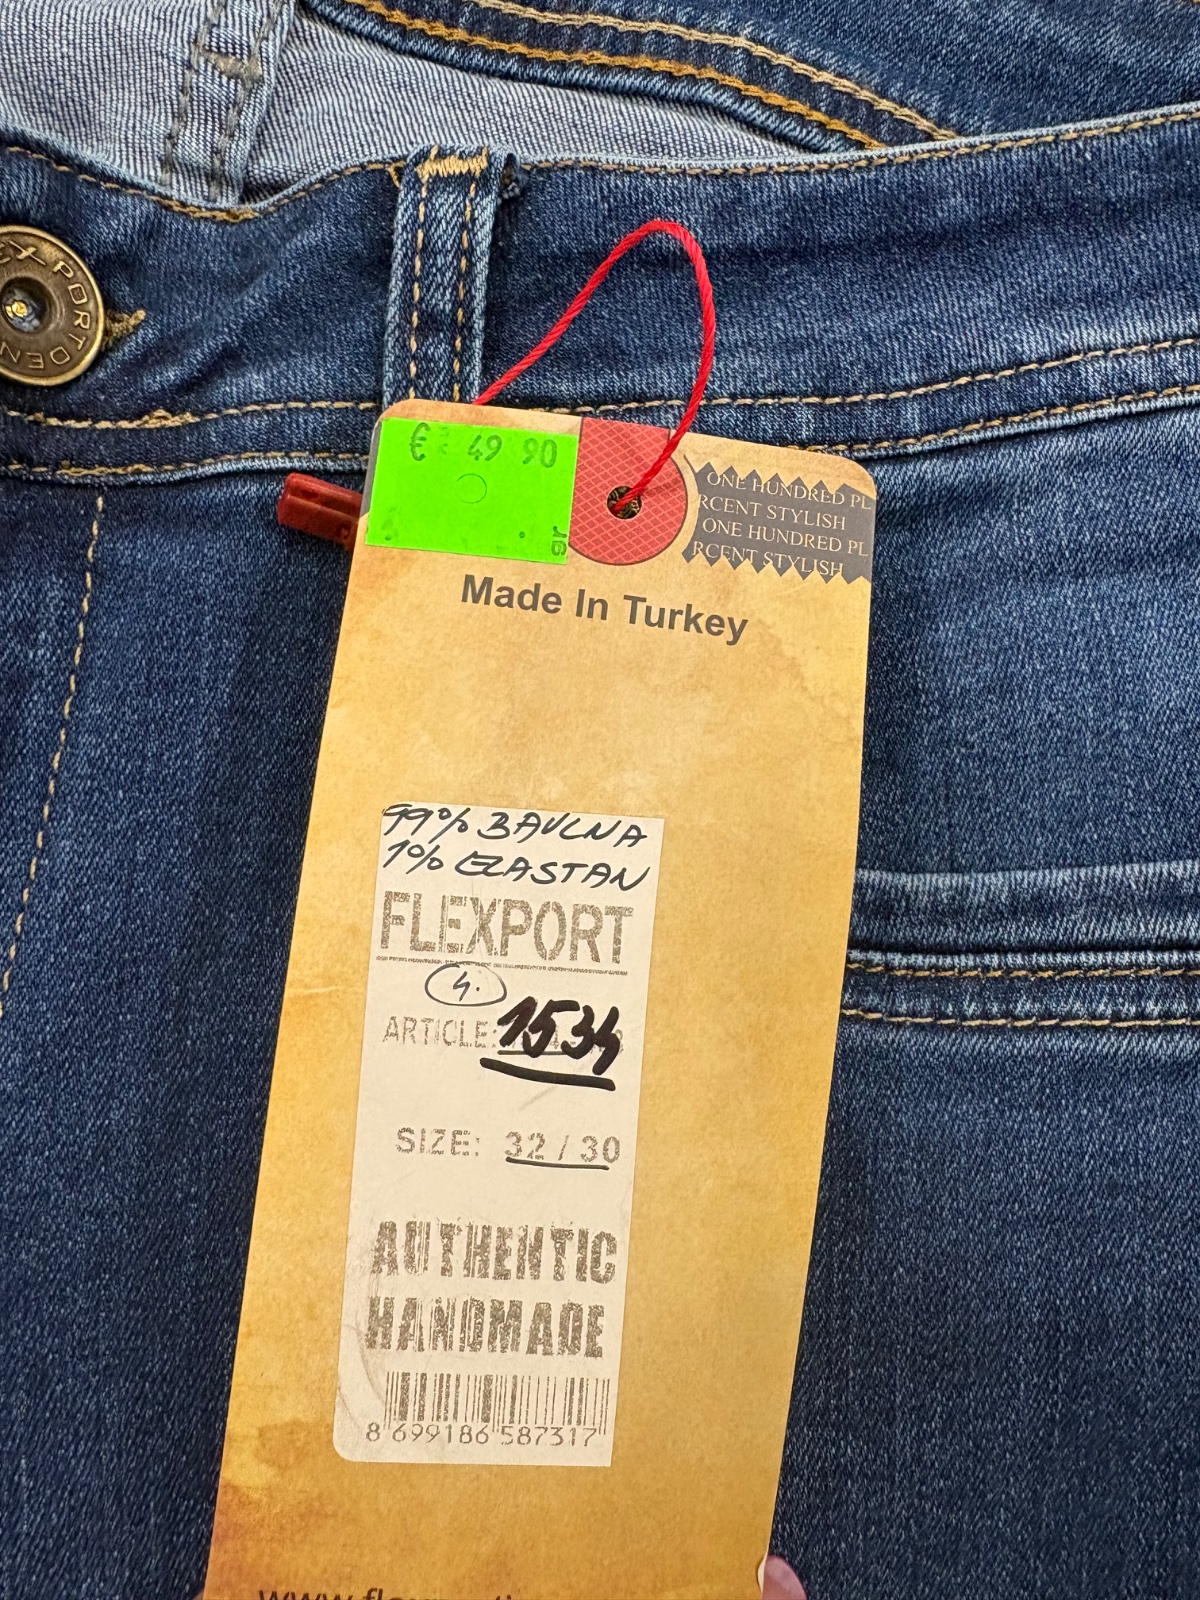 € 49 90
gr
ONE HUNDRED PL
RCENT STYLISH
ONE HUNDRED PL
RCENT STYLISH
Made In Turkey
99% BAVLNA
1% ELASTAN
FLEXPORT
4.
ARTICLE: 1534
SIZE: 32 / 30
AUTHENTIC
HANDMADE
8 699186 587317